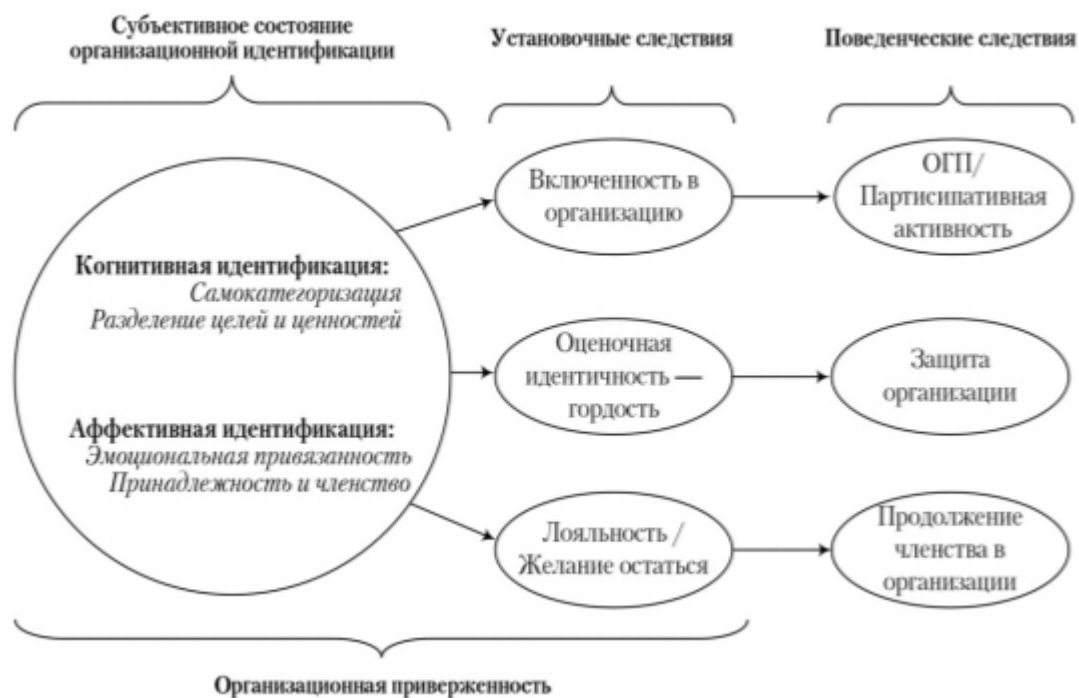 Субъективное состояние
организационной идентификации
Установочные следствия
Поведенческие следствия
Когнитивная идентификация:
Самокатегоризация
Разделение целей и ценностей
Аффективная идентификация:
Эмоциональная привязанность
Принадлежность и членство
Включенность в
организацию
ОГП/
Партисипативная
активность
Оценочная
идентичность —
гордость
Защита
организации
Лояльность /
Желание остаться
Продолжение
членства в
организации
Организационная приверженность